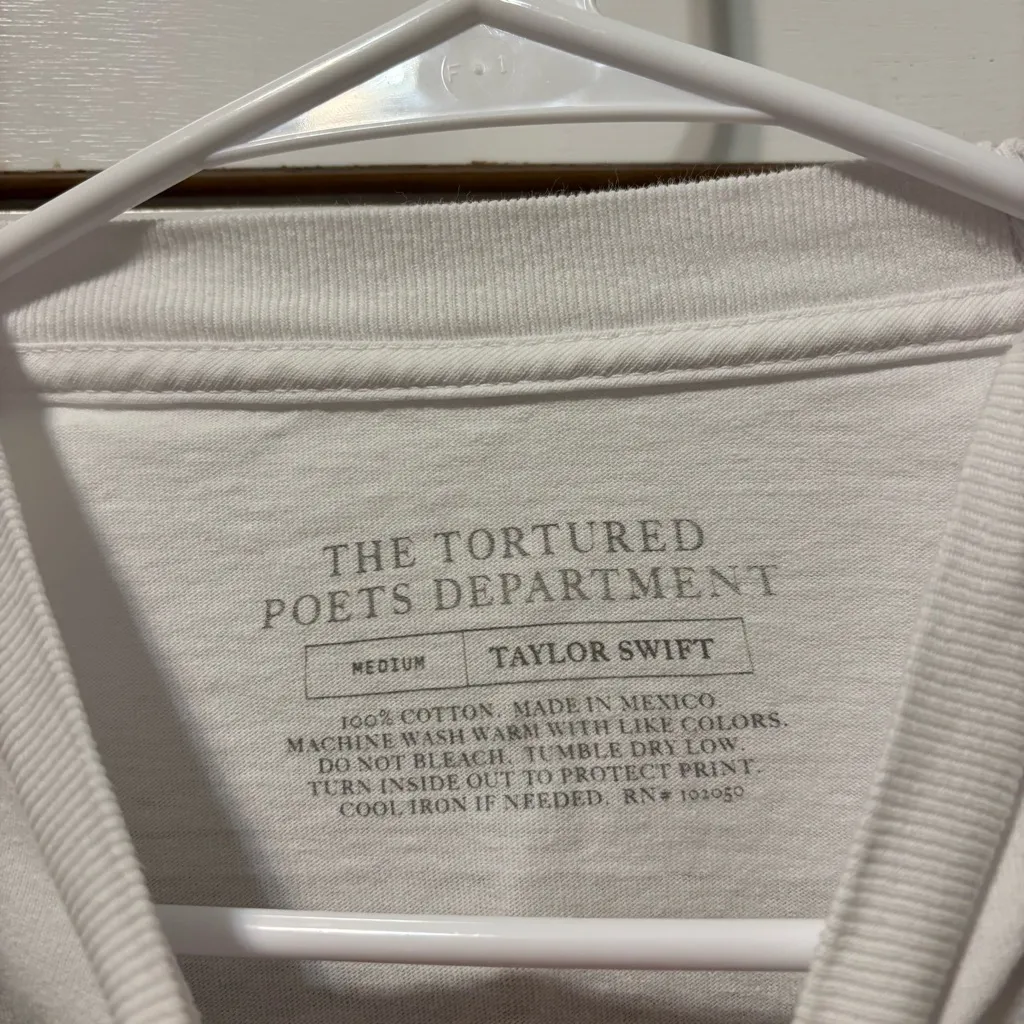 F.1
THE TORTURED
POETS DEPARTMENT
MEDIUM TAYLOR SWIFT
100% COTTON. MADE IN MEXICO
MACHINE WASH WARM WITH LIKE COLORS.
DO NOT BLEACH. TUMBLE DRY LOW.
TURN INSIDE OUT TO PROTECT PRINT.
COOL IRON IF NEEDED. RN# 102050